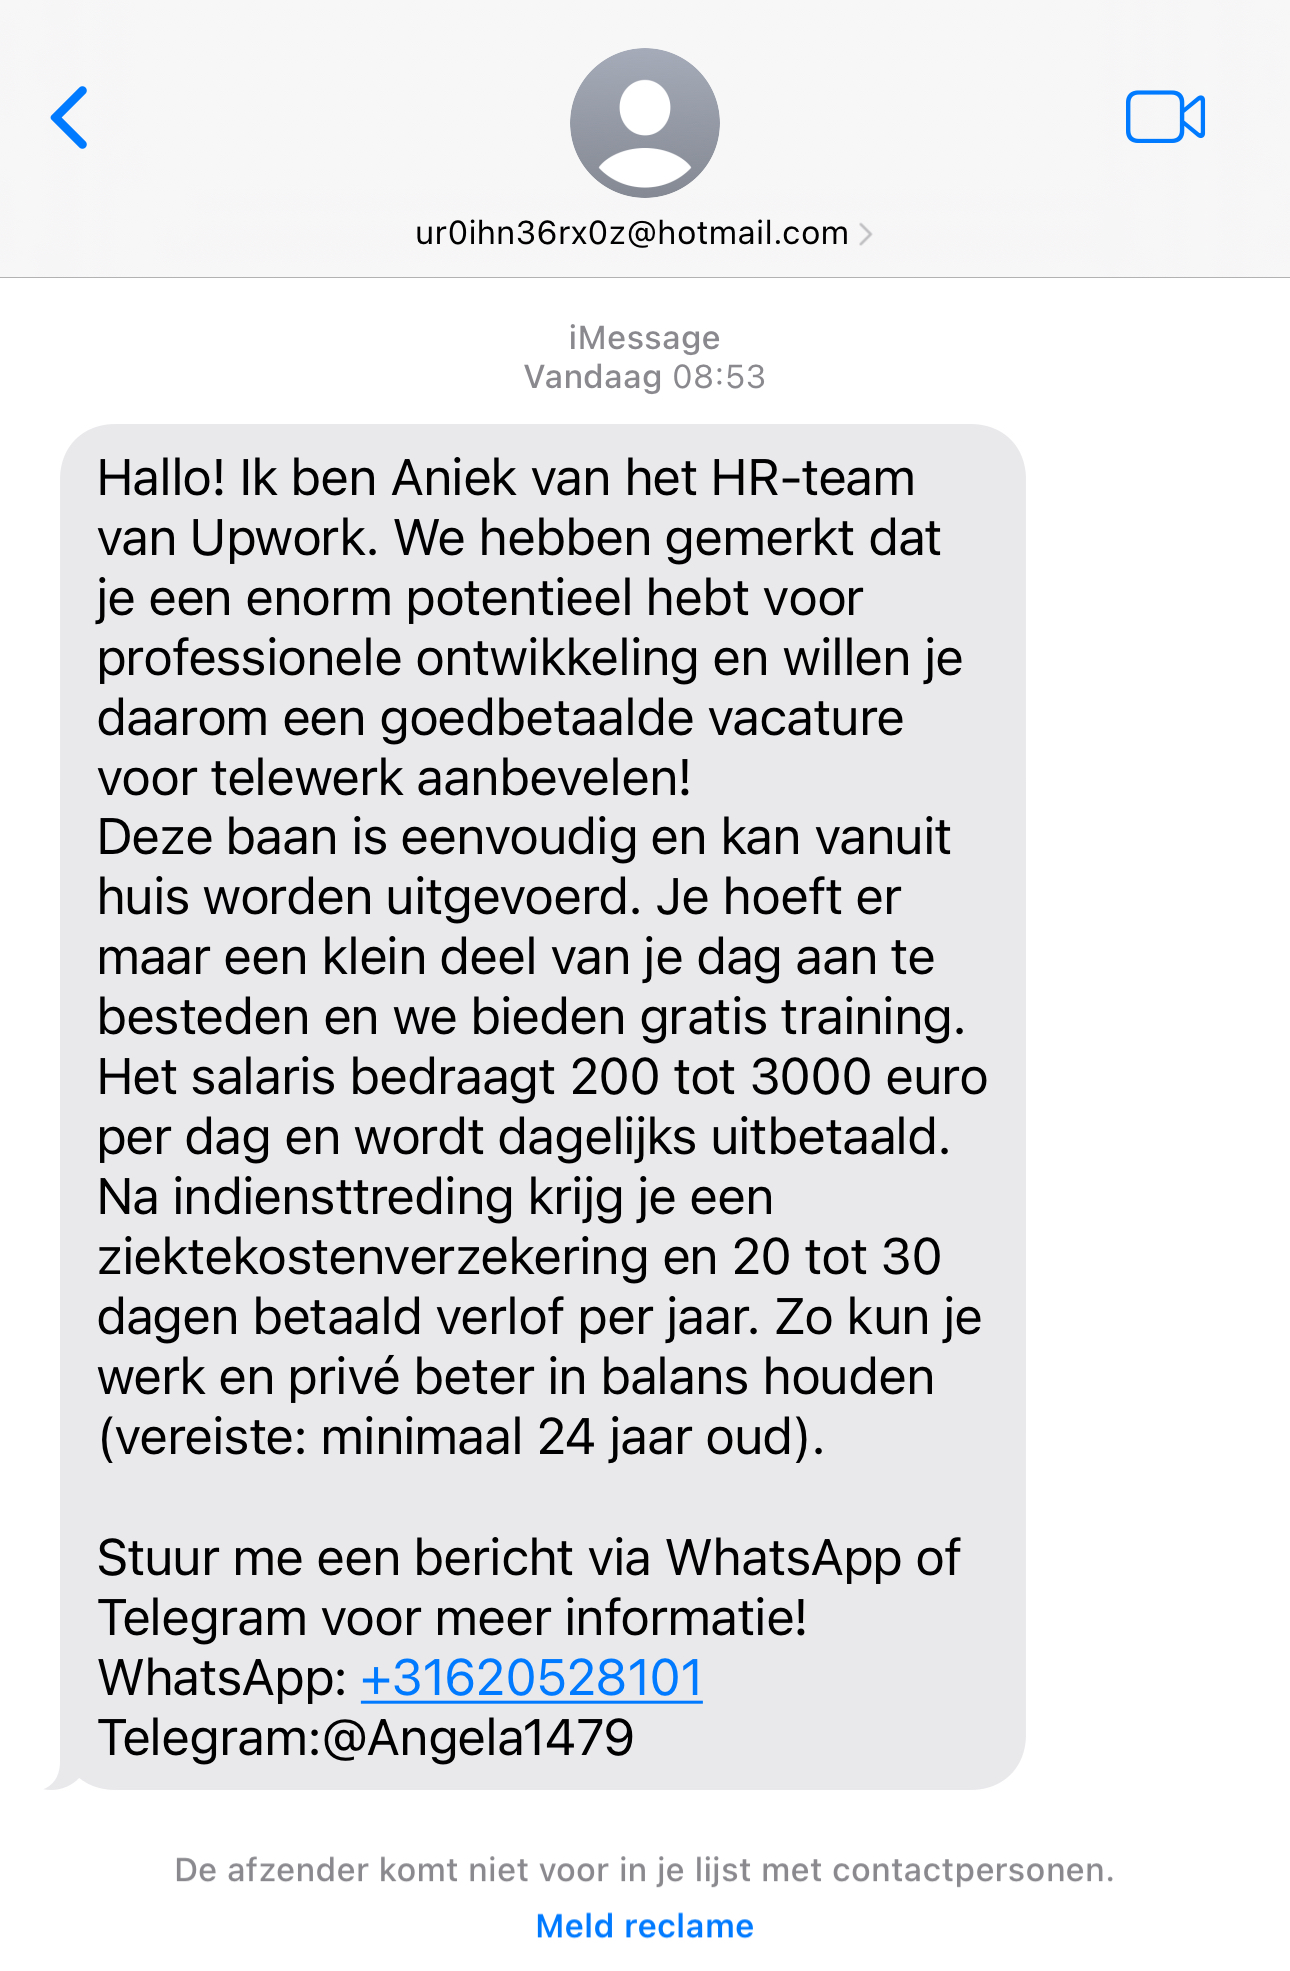 ur0ihn36rx0z@hotmail.com
iMessage
Vandaag 08:53
Hallo! Ik ben Aniek van het HR-team
van Upwork. We hebben gemerkt dat
je een enorm potentieel hebt voor
professionele ontwikkeling en willen je
daarom een goedbetaalde vacature
voor telewerk aanbevelen!
Deze baan is eenvoudig en kan vanuit
huis worden uitgevoerd. Je hoeft er
maar een klein deel van je dag aan te
besteden en we bieden gratis training.
Het salaris bedraagt 200 tot 3000 euro
per dag en wordt dagelijks uitbetaald.
Na indiensttreding krijg je een
ziektekostenverzekering en 20 tot 30
dagen betaald verlof per jaar. Zo kun je
werk en privé beter in balans houden
(vereiste: minimaal 24 jaar oud).
Stuur me een bericht via WhatsApp of
Telegram voor meer informatie!
WhatsApp: +31620528101
Telegram:@Angela1479
De afzender komt niet voor in je lijst met contactpersonen.
Meld reclame